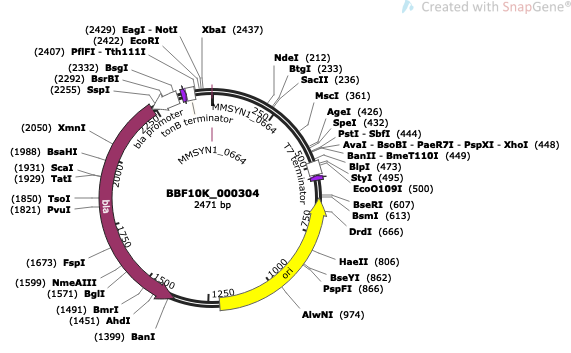 Created with SnapGene®
(2429) EagI - NotI
(2422) EcoRI
(2407) PflFI - Tth111I
(2332) BsgI
(2292) BsrBI
(2255) SspI
(2050) XmnI
(1988) BsaHI
(1931) ScaI
(1929) TatI
(1850) TsoI
(1821) PvuI
(1673) FspI
(1599) NmeAIII
(1571) BglI
(1491) BmrI
(1451) AhdI
(1399) BanI
XbaI (2437)
NdeI (212)
BtgI (233)
SacII (236)
MscI (361)
AgeI (426)
SpeI (432)
PstI - SbfI (444)
AvaI - BsoBI - PaeR7I - PspXI - XhoI (448)
BanII - BmeT110I (449)
BlpI (473)
StyI (495)
EcoO109I (500)
BseRI (607)
BsmI (613)
DrdI (666)
HaeII (806)
BseYI (862)
PspFI (866)
AlwNI (974)
MMSYN1_0664
MMSYN1_0664
bla promoter
tonB terminator
T7 terminator
bla
ori
250
500
750
1000
1250
1500
1750
2000
2250
BBF10K_000304
2471 bp